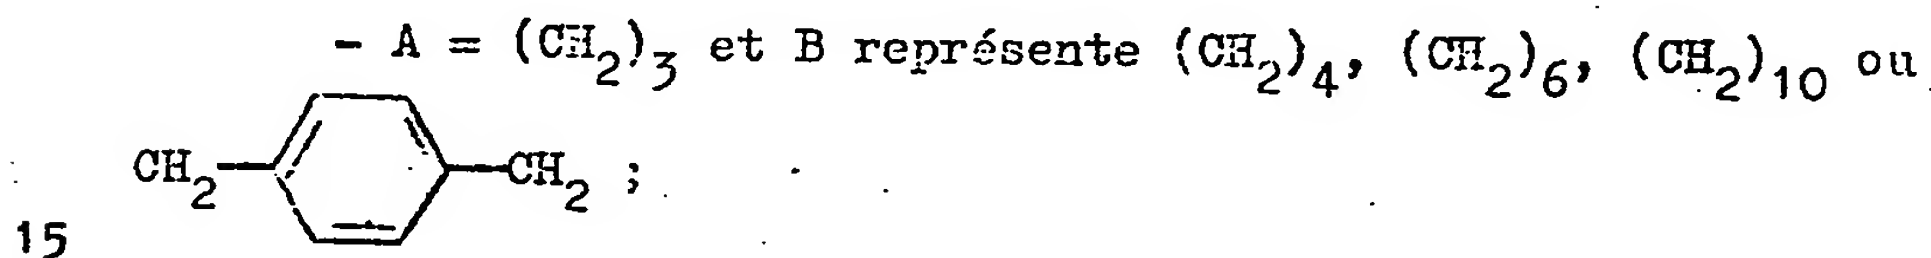 - A = (CH2)3 et B représente (CH2)4, (CH2)6, (CH2)10 ou
CH2 CH2 ;
15